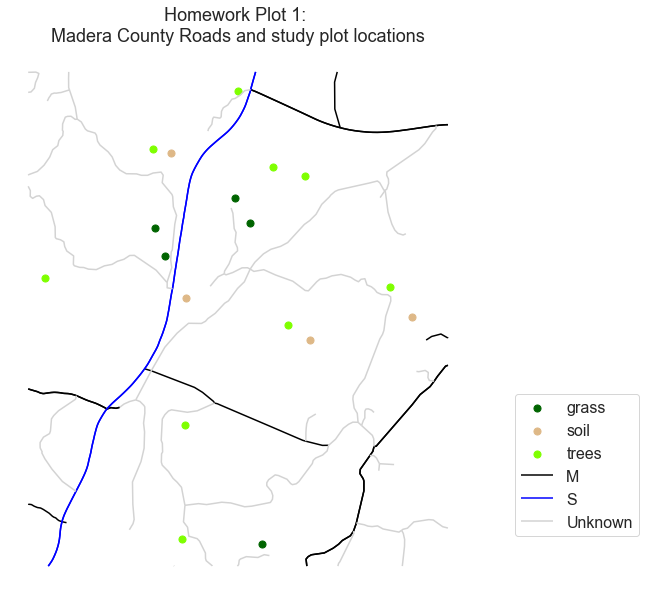 Homework Plot 1:
Madera County Roads and study plot locations
grass
soil
trees
M
S
Unknown